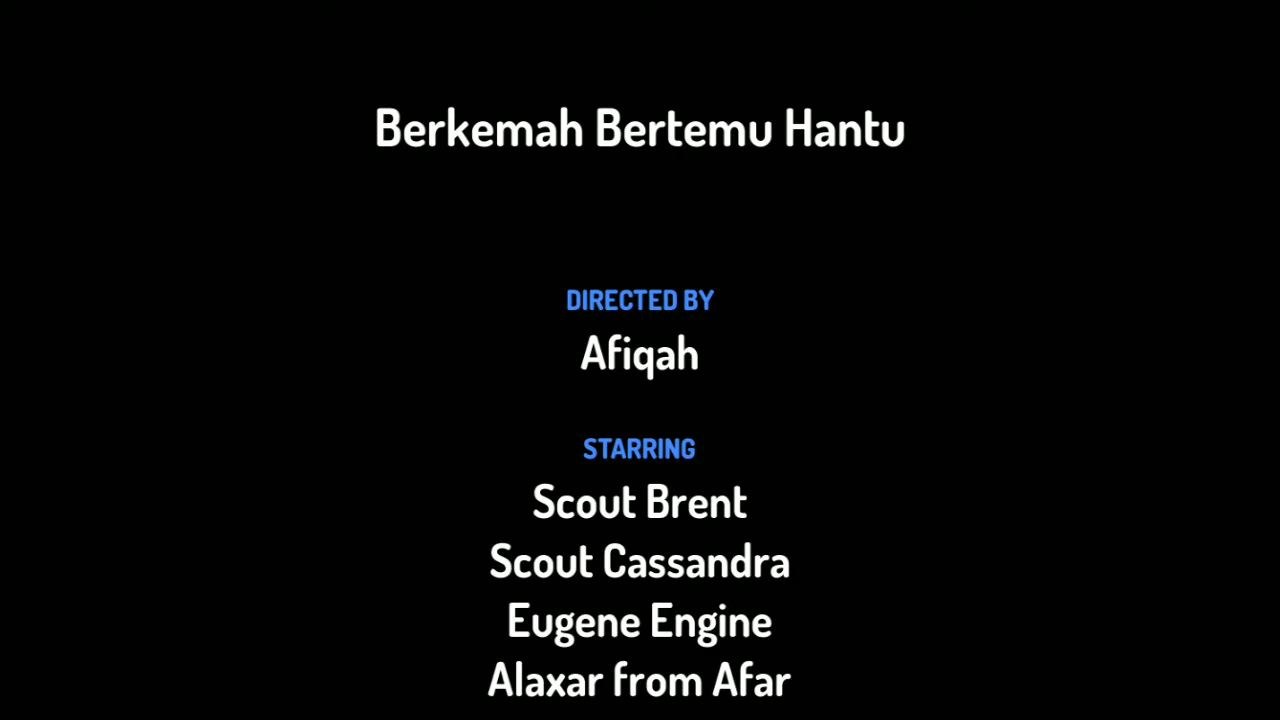 Berkemah Bertemu Hantu
DIRECTED BY
Afiqah
STARRING
Scout Brent
Scout Cassandra
Eugene Engine
Alaxar from Afar